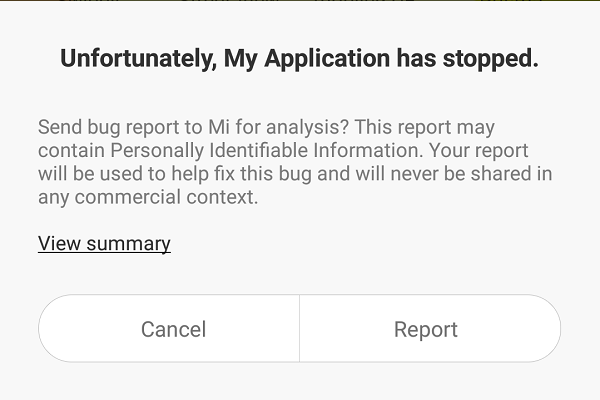 Unfortunately, My Application has stopped.
Send bug report to Mi for analysis? This report may
contain Personally Identifiable Information. Your report
will be used to help fix this bug and will never be shared in
any commercial context.
View summary
Cancel
Report